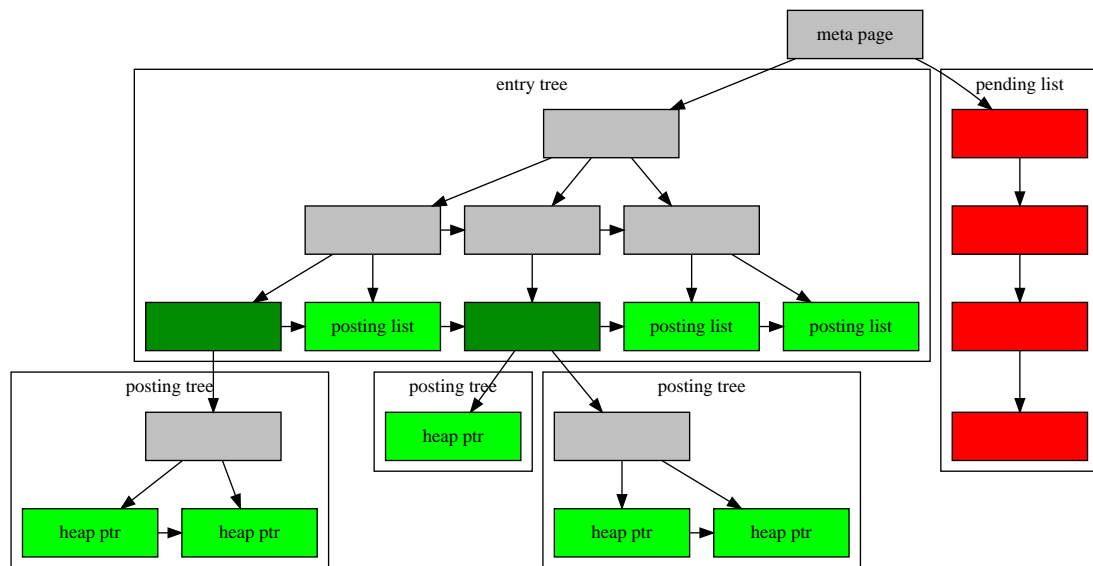 meta page
entry tree
pending list
posting list
posting list
posting list
posting tree
posting tree
posting tree
heap ptr
heap ptr
heap ptr
heap ptr
heap ptr